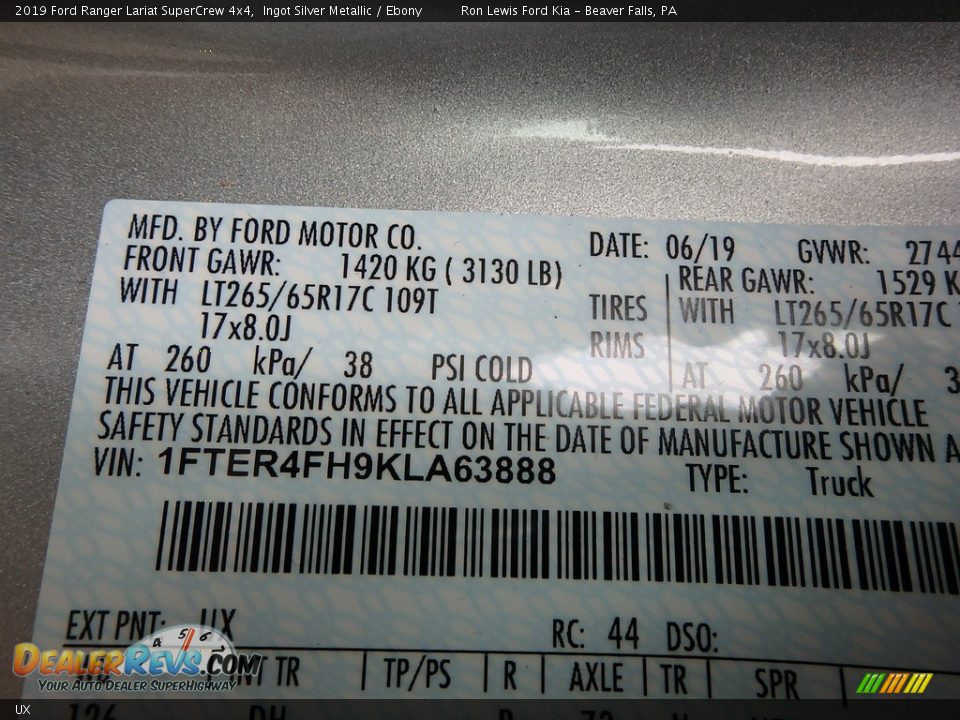 2019 Ford Ranger Lariat SuperCrew 4x4, Ingot Silver Metallic / Ebony Ron Lewis Ford Kia - Beaver Falls, PA
MFD. BY FORD MOTOR CO.
DATE: 06/19 GVWR: 2744
FRONT GAWR: 1420 KG ( 3130 LB)
REAR GAWR: 1529 K
WITH LT265/65R17C 109T TIRES
WITH LT265/65R17C
17x8.0J RIMS
17x8.0J
AT 260 kPa/ 38 PSI COLD
AT 260 kPa/ 3
THIS VEHICLE CONFORMS TO ALL APPLICABLE FEDERAL MOTOR VEHICLE
SAFETY STANDARDS IN EFFECT ON THE DATE OF MANUFACTURE SHOWN A
VIN: 1FTER4FH9KLA63888
TYPE: Truck
EXT PNT: UX
RC: 44 DSO:
TR TP/PS R AXLE TR SPR
DEALERREVS.COM
YOUR AUTO DEALER SUPERHIGHWAY
UX